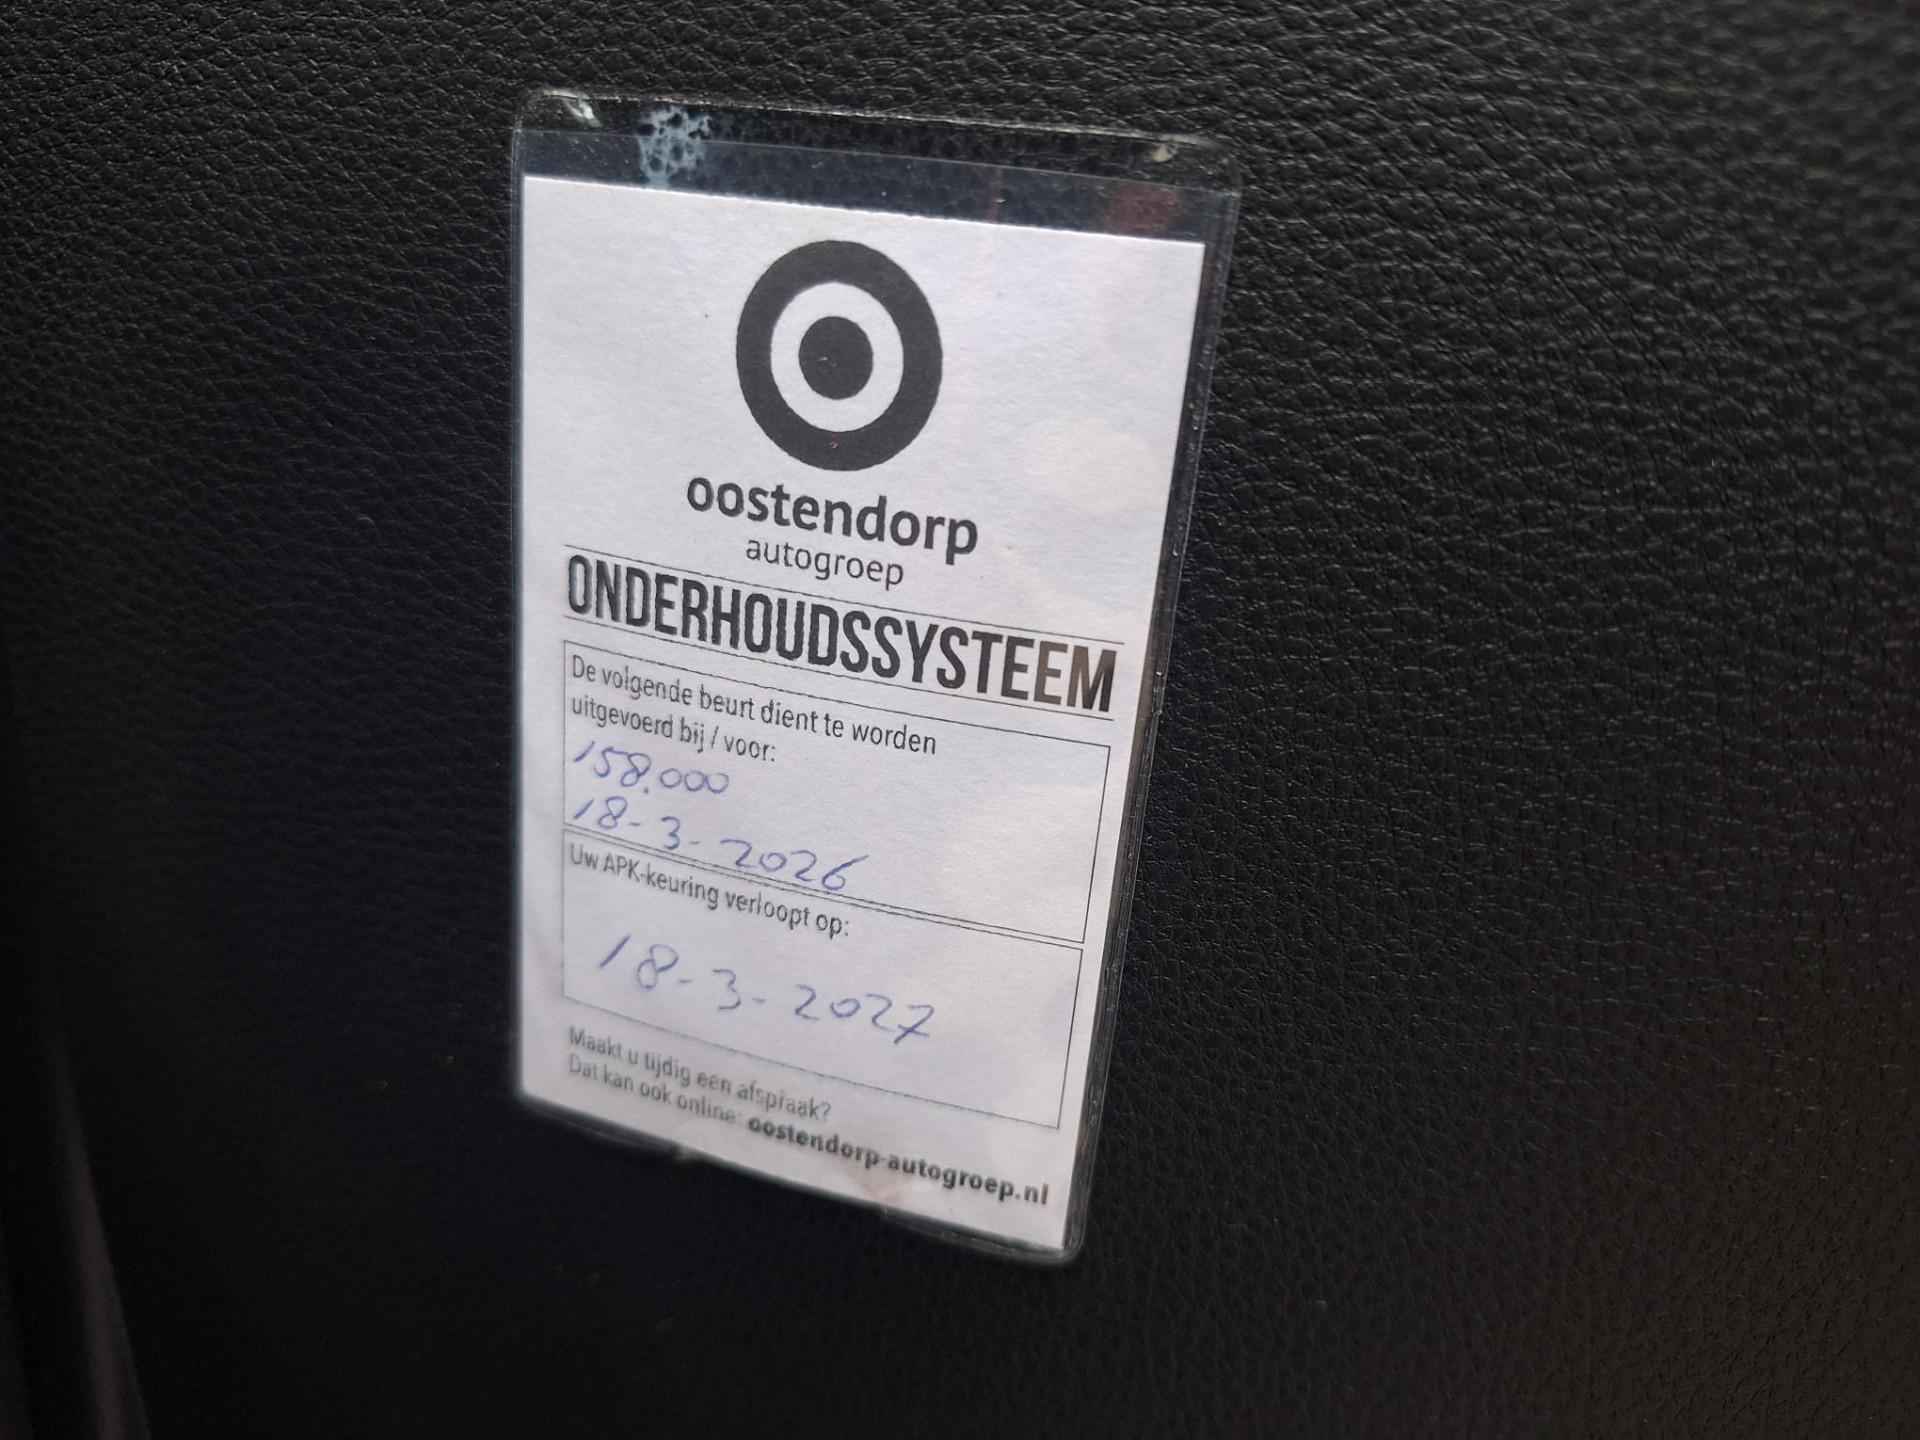 oostendorp
autogroep
ONDERHOUDSSYSTEEM
De volgende beurt dient te worden
uitgevoerd bij / voor:
158.000
18-3-2026
Uw APK-keuring verloopt op:
18-3-2027
Maakt u tijdig een afspraak?
Dat kan ook online: oostendorp-autogroep.nl